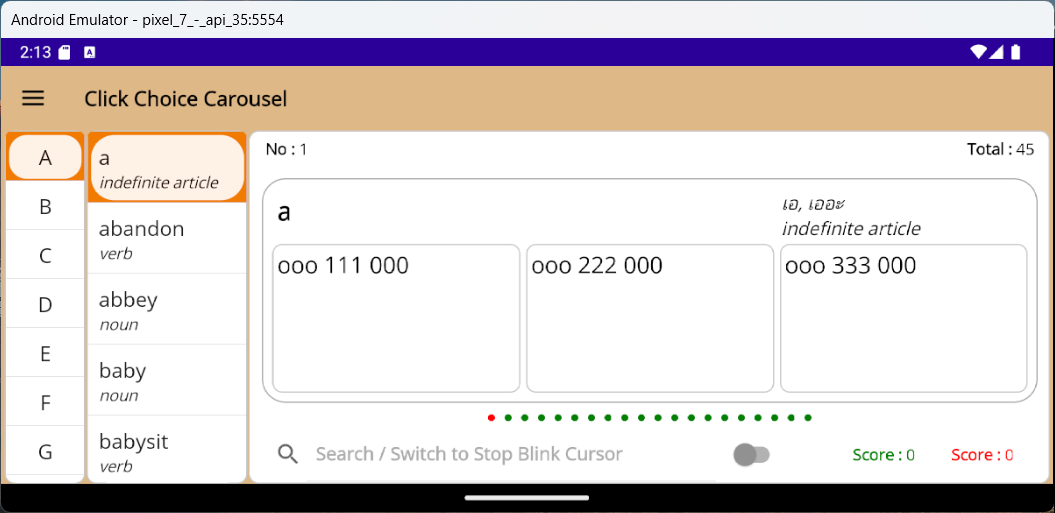 Android Emulator - pixel_7_-_api_35:5554
2:13
A
Click Choice Carousel
A
B
C
D
E
F
G
a
indefinite article
abandon
verb
abbey
noun
baby
noun
babysit
verb
No : 1
Total : 45
a
เอ, เออะ
indefinite article
ooo 111 000
ooo 222 000
ooo 333 000
Search / Switch to Stop Blink Cursor
Score : 0
Score : 0